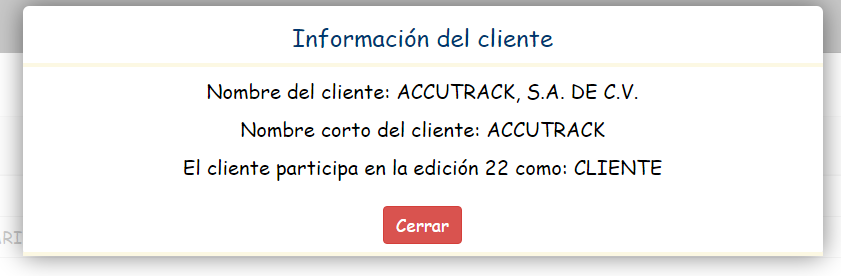 Información del cliente
Nombre del cliente: ACCUTRACK, S.A. DE C.V.
Nombre corto del cliente: ACCUTRACK
El cliente participa en la edición 22 como: CLIENTE
Cerrar